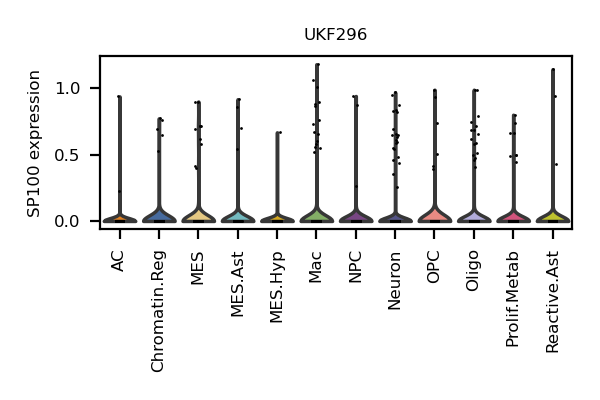 UKF296
SP100 expression
1.0
0.5
0.0
AC
Chromatin.Reg
MES
MES.Ast
MES.Hyp
Mac
NPC
Neuron
OPC
Oligo
Prolif.Metab
Reactive.Ast